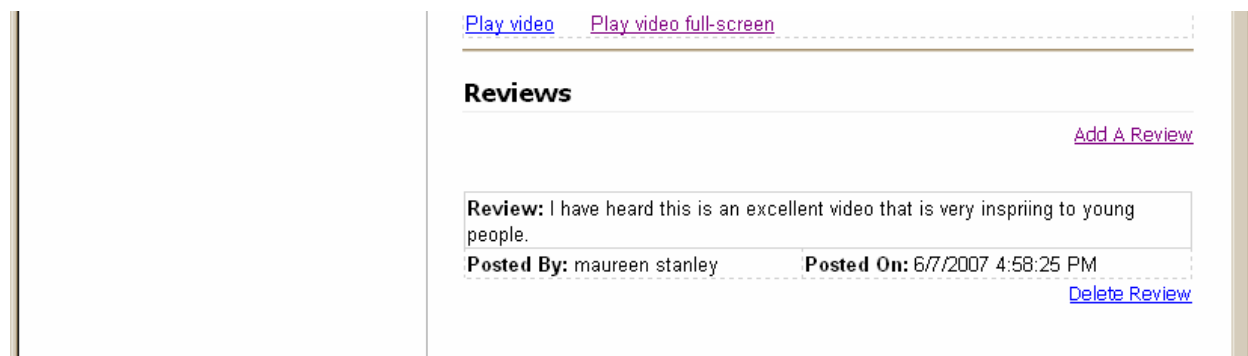 Play video Play video full-screen
Reviews
Add A Review
Review: I have heard this is an excellent video that is very inspriing to young
people.
Posted By: maureen stanley Posted On: 6/7/2007 4:58:25 PM
Delete Review